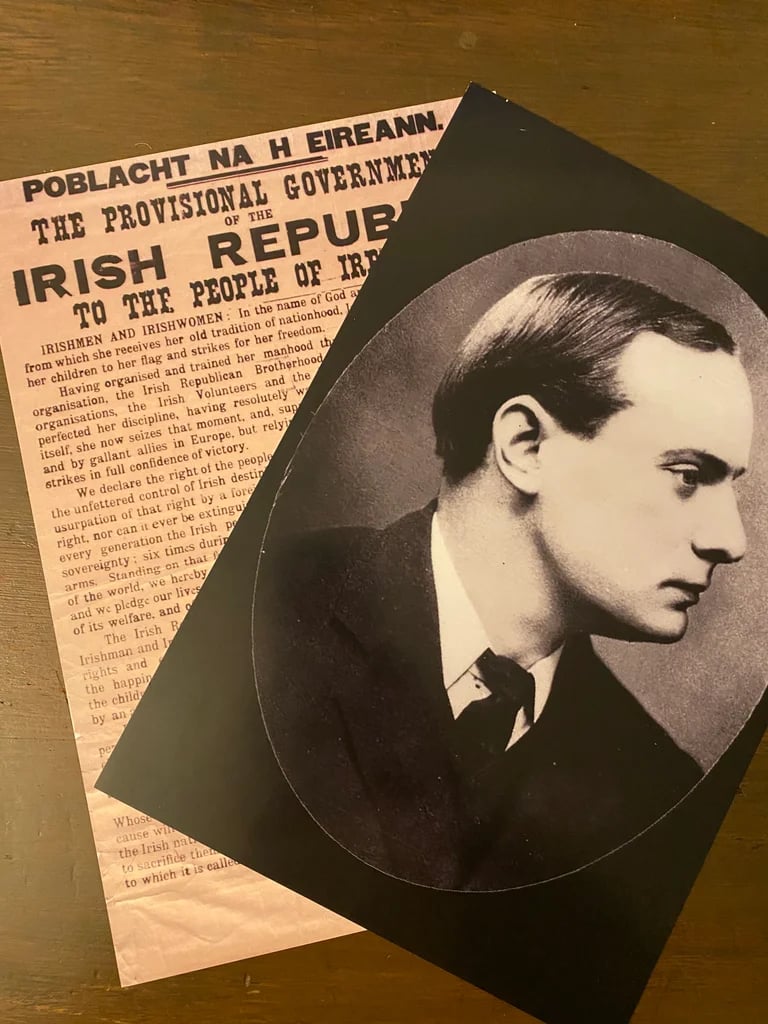 POBLACHT NA H EIREANN.
THE PROVISIONAL GOVERNMEN
OF THE
IRISH REPUB
TO THE PEOPLE OF IRE
IRISHMEN AND IRISHWOMEN: In the name of God a
from which she receives her old tradition of nationhood, I
her children to her flag and strikes for her freedom.
Having organised and trained her manhood th
organisation, the Irish Republican Brotherhood
organisations, the Irish Volunteers and the
perfected her discipline, having resolutely w
itself, she now seizes that moment, and, sup
and by gallant allies in Europe, but relyi
strikes in full confidence of victory.
We declare the right of the people
the unfettered control of Irish destin
usurpation of that right by a fore
right, nor can it ever be extingu
every generation the Irish pe
sovereignty: six times durin
arms. Standing on that f
of the world, we hereby
and we pledge our lives
of its welfare, and o
The Irish R
Irishman and I
rights and
the happin
the childr
by an
pe
Whose
cause will
the Irish nati
to sacrifice them
to which it is called